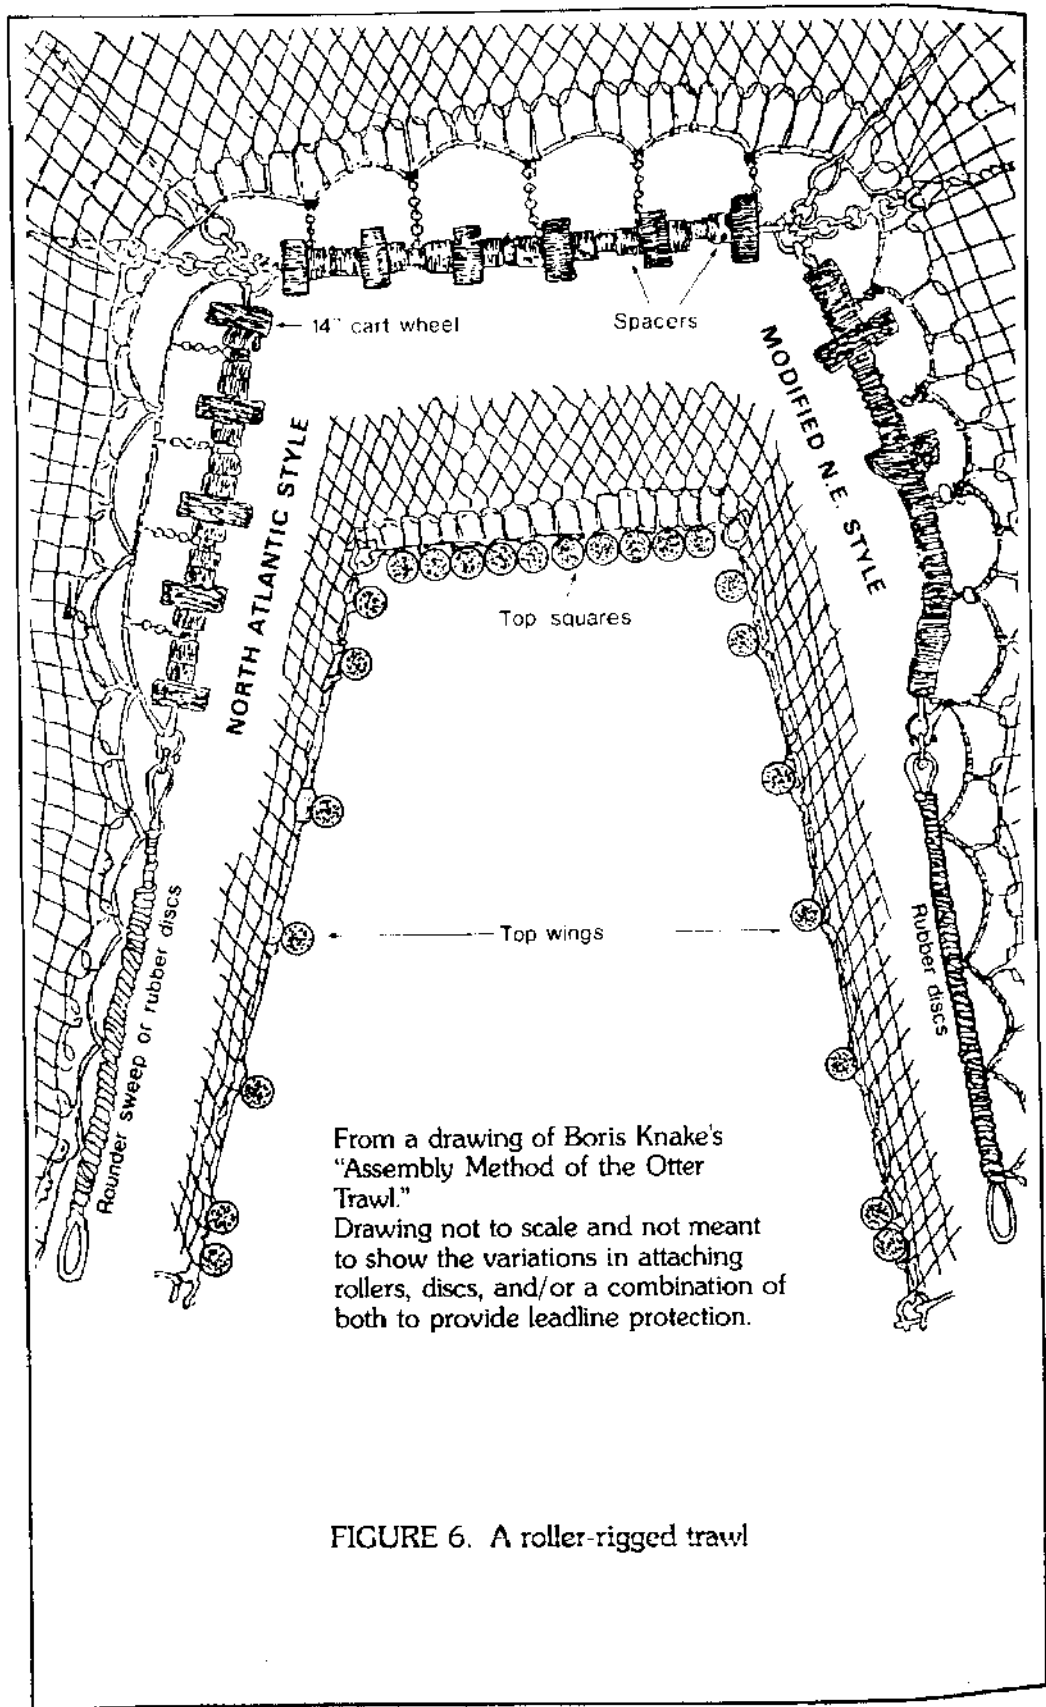 14" cart wheel
Spacers
NORTH ATLANTIC STYLE
MODIFIED N.E. STYLE
Top squares
Top wings
Rounder sweep or rubber discs
Rubber discs
From a drawing of Boris Knake's
"Assembly Method of the Otter
Trawl."
Drawing not to scale and not meant
to show the variations in attaching
rollers, discs, and/or a combination of
both to provide leadline protection.
FIGURE 6. A roller-rigged trawl